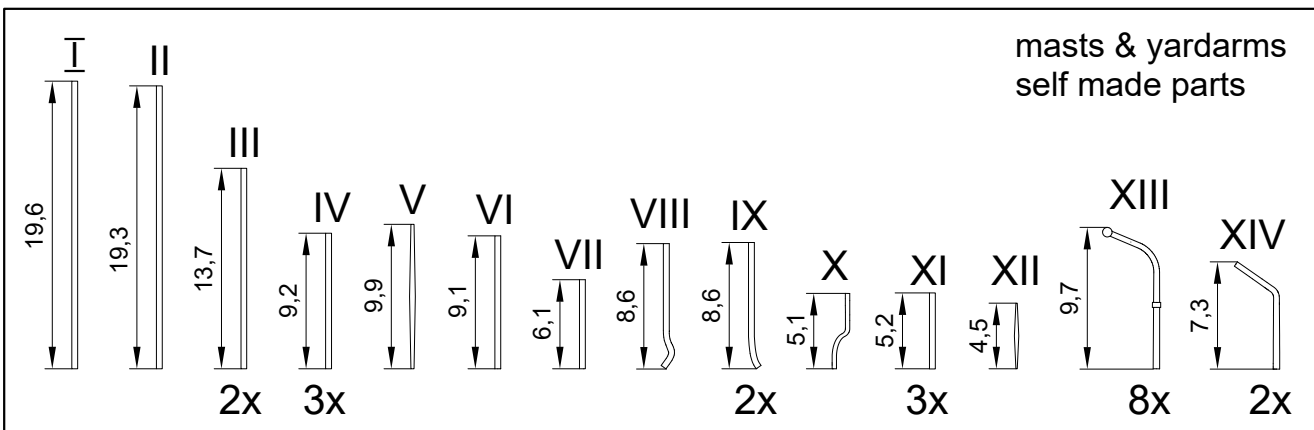 masts & yardarms
self made parts
I
II
III
IV
V
VI
VII
VIII
IX
X
XI
XII
XIII
XIV
19,6
19,3
13,7
9,2
9,9
9,1
6,1
8,6
8,6
5,1
5,2
4,5
9,7
7,3
2x
3x
2x
3x
8x
2x